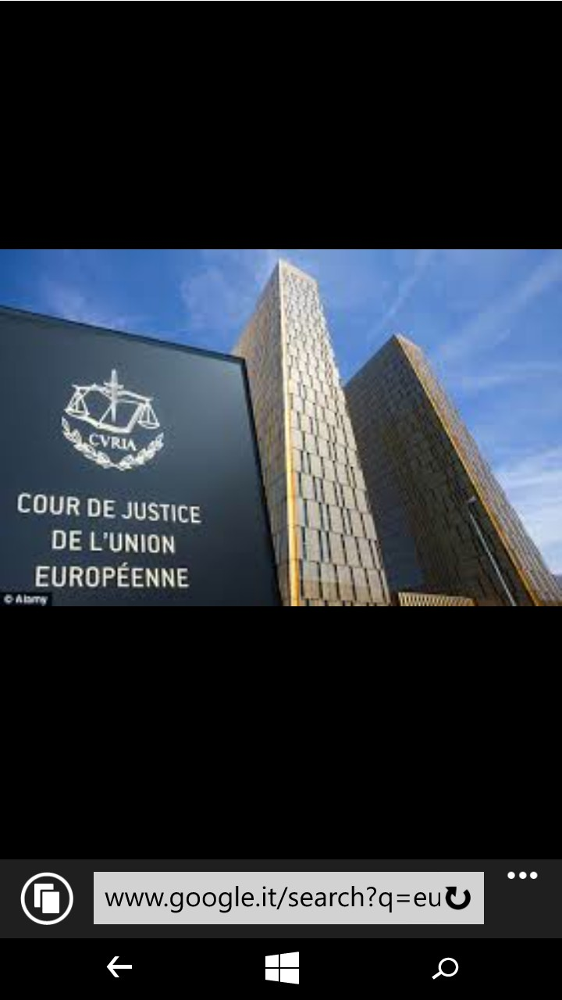 CVRIA
COUR DE JUSTICE
DE L'UNION
EUROPÉENNE
© Alamy
www.google.it/search?q=eu